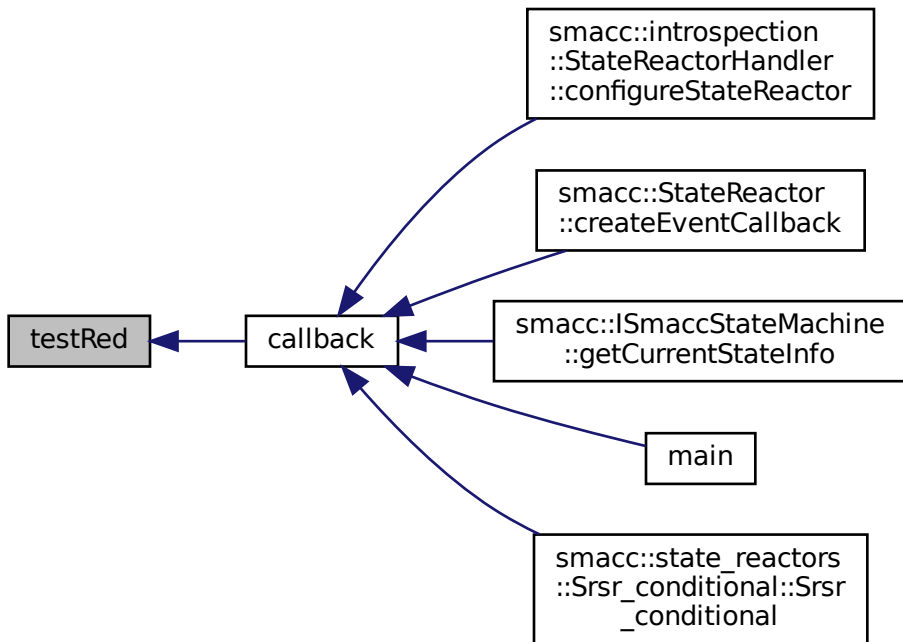 smacc::introspection
::StateReactorHandler
::configureStateReactor
smacc::StateReactor
::createEventCallback
testRed
callback
smacc::ISmaccStateMachine
::getCurrentStateInfo
main
smacc::state_reactors
::Srsr_conditional::Srsr
_conditional